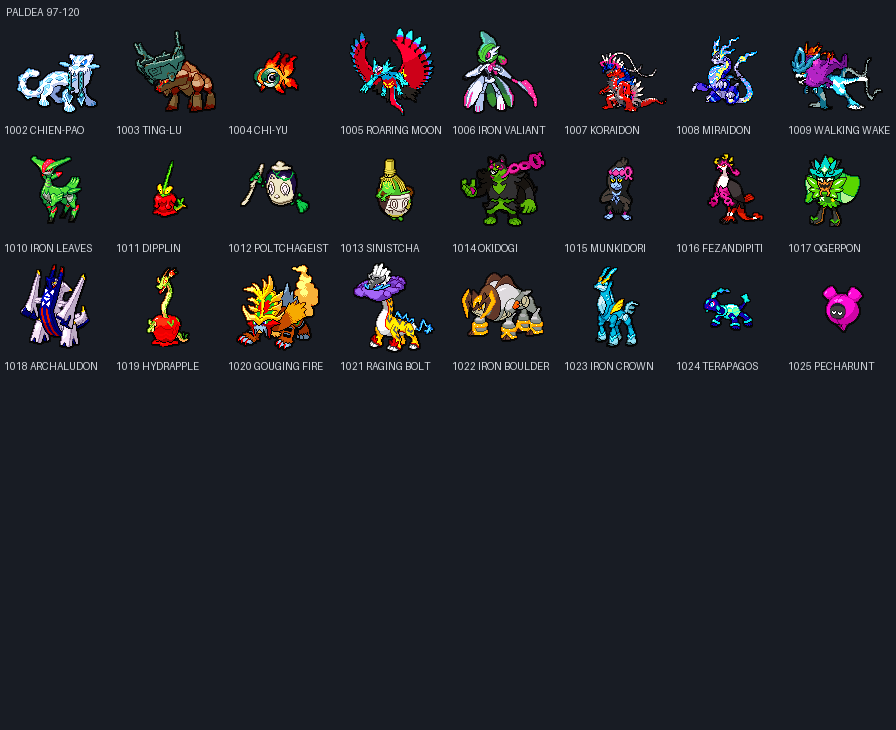 PALDEA 97-120
1002 CHIEN-PAO 1003 TING-LU 1004 CHI-YU 1005 ROARING MOON 1006 IRON VALIANT 1007 KORAIDON 1008 MIRAIDON 1009 WALKING WAKE
1010 IRON LEAVES 1011 DIPPLIN 1012 POLTCHAGEIST 1013 SINISTCHA 1014 OKIDOGI 1015 MUNKIDORI 1016 FEZANDIPITI 1017 OGERPON
1018 ARCHALUDON 1019 HYDRAPPLE 1020 GOUGING FIRE 1021 RAGING BOLT 1022 IRON BOULDER 1023 IRON CROWN 1024 TERAPAGOS 1025 PECHARUNT